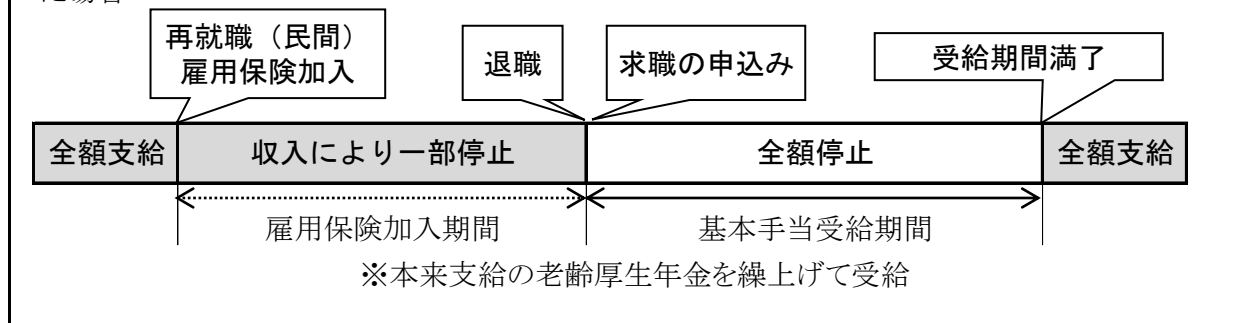 再就職（民間）
雇用保険加入
退職
求職の申込み
受給期間満了
全額支給
収入により一部停止
全額停止
全額支給
雇用保険加入期間
基本手当受給期間
※本来支給の老齢厚生年金を繰上げて受給